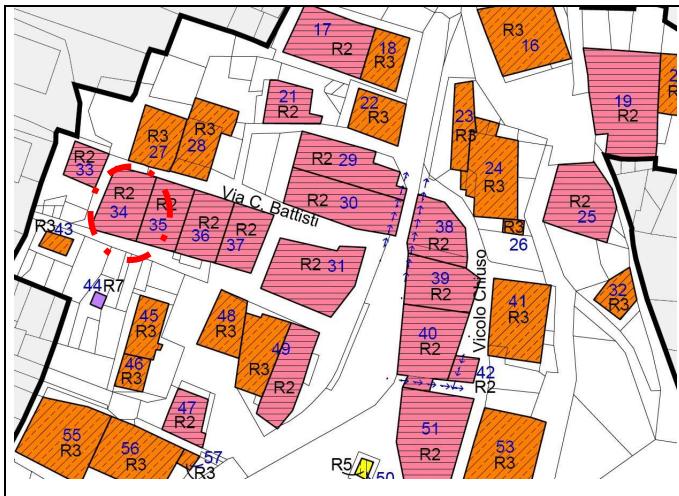 17
R2
18
R3
R3
16
19
R2
21
R2
22
R3
23
R3
24
R3
R3
27
R3
28
29
R2
R2
30
R2
33
R2
34
R2
35
R2
36
R2
37
Via C. Battisti
38
R2
R2
25
R3
26
R3
43
R2
31
39
R2
Vicolo Chiuso
41
R3
32
R3
44
R7
45
R3
46
R3
48
R3
R3
49
R2
40
R2
42
R2
47
R2
51
R2
53
R3
55
R3
56
R3
57
R3
R5
50